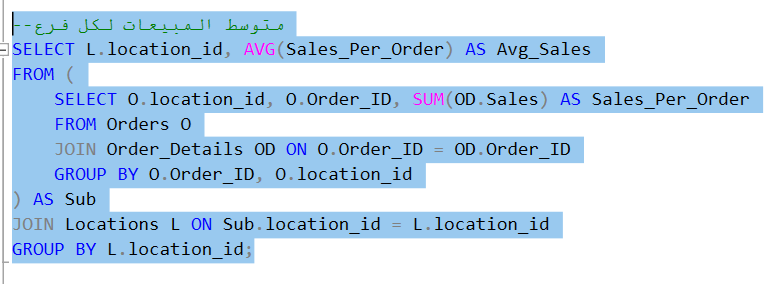 --متوسط المبيعات لكل فرع
SELECT L.location_id, AVG(Sales_Per_Order) AS Avg_Sales
FROM (
    SELECT O.location_id, O.Order_ID, SUM(OD.Sales) AS Sales_Per_Order
    FROM Orders O
    JOIN Order_Details OD ON O.Order_ID = OD.Order_ID
    GROUP BY O.Order_ID, O.location_id
) AS Sub
JOIN Locations L ON Sub.location_id = L.location_id
GROUP BY L.location_id;